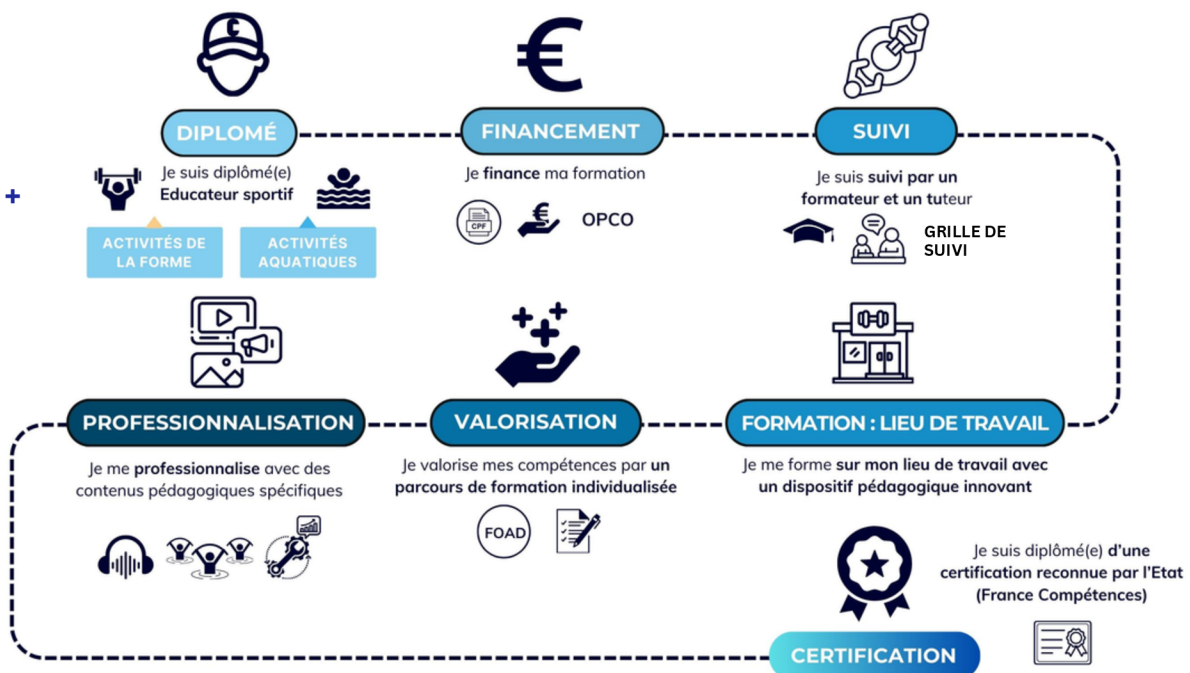 DIPLOMÉ
Je suis diplômé(e)
Educateur sportif
ACTIVITÉS DE
LA FORME
ACTIVITÉS
AQUATIQUES
FINANCEMENT
Je finance ma formation
CPF
€
OPCO
SUIVI
Je suis suivi par un
formateur et un tuteur
GRILLE DE
SUIVI
FORMATION : LIEU DE TRAVAIL
Je me forme sur mon lieu de travail avec
un dispositif pédagogique innovant
VALORISATION
Je valorise mes compétences par un
parcours de formation individualisée
FOAD
PROFESSIONNALISATION
Je me professionnalise avec des
contenus pédagogiques spécifiques
Je suis diplômé(e) d'une
certification reconnue par l'Etat
(France Compétences)
CERTIFICATION